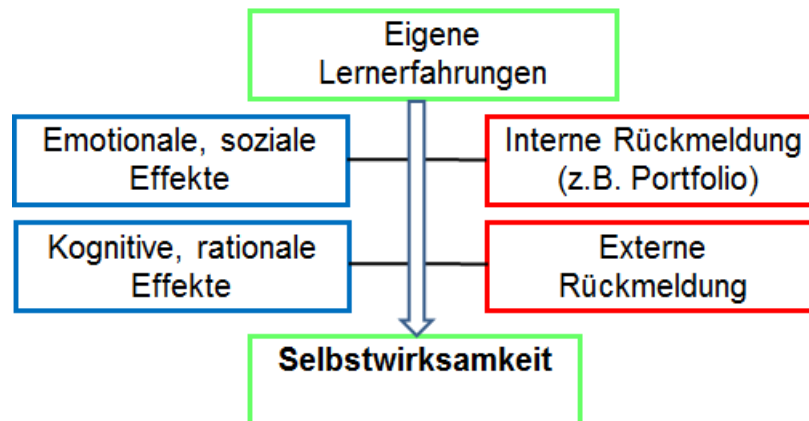 Eigene
Lernerfahrungen
Emotionale, soziale
Effekte
Interne Rückmeldung
(z.B. Portfolio)
Kognitive, rationale
Effekte
Externe
Rückmeldung
Selbstwirksamkeit